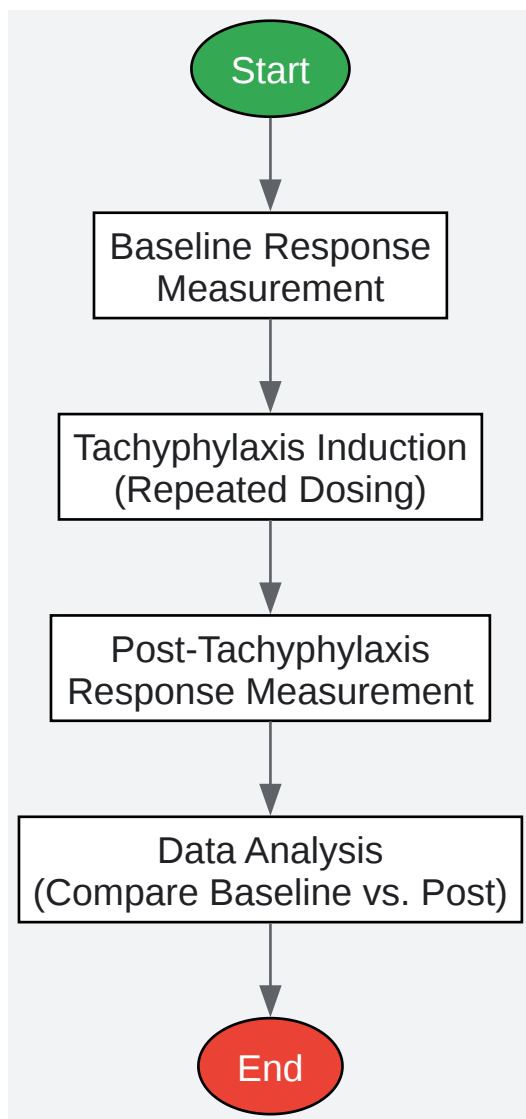 Start
Baseline Response
Measurement
Tachyphylaxis Induction
(Repeated Dosing)
Post-Tachyphylaxis
Response Measurement
Data Analysis
(Compare Baseline vs. Post)
End